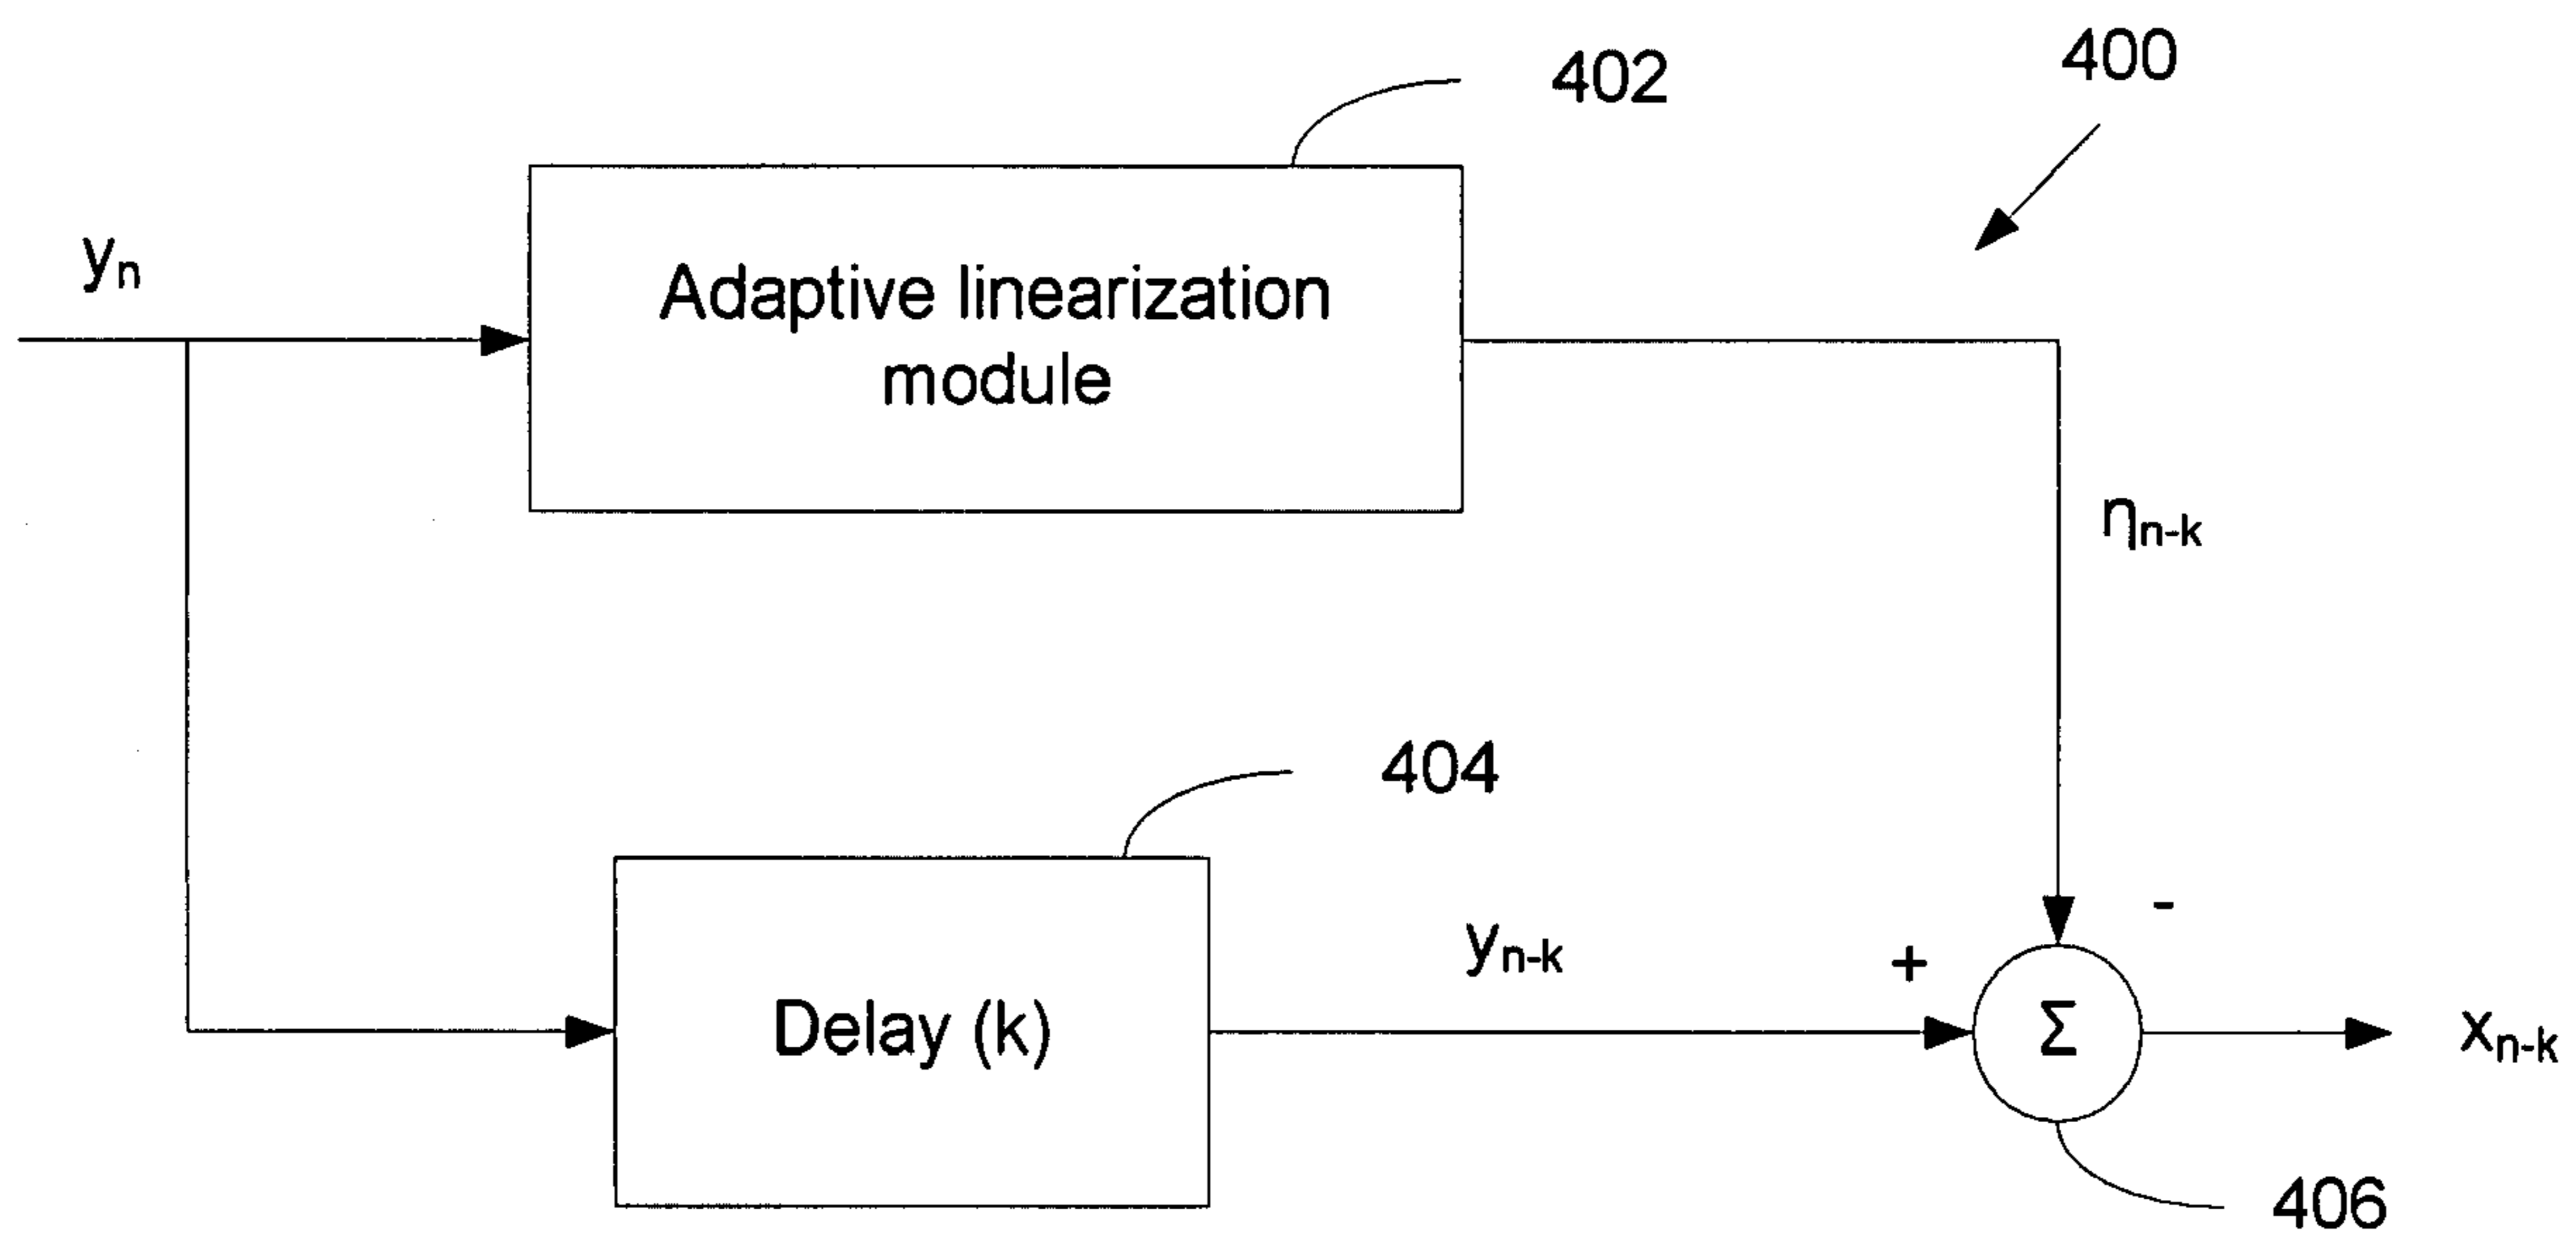 400
402
yₙ
Adaptive linearization
module
ηₙ₋ₖ
404
-
yₙ₋ₖ
+
Delay (k)
Σ
xₙ₋ₖ
406